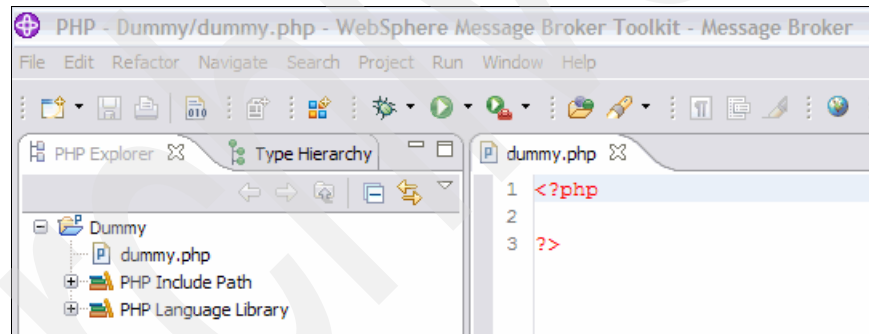 PHP - Dummy/dummy.php - WebSphere Message Broker Toolkit - Message Broker
File Edit Refactor Navigate Search Project Run Window Help
010
PHP Explorer Type Hierarchy
dummy.php
Dummy
dummy.php
PHP Include Path
PHP Language Library
1 <?php
2
3 ?>